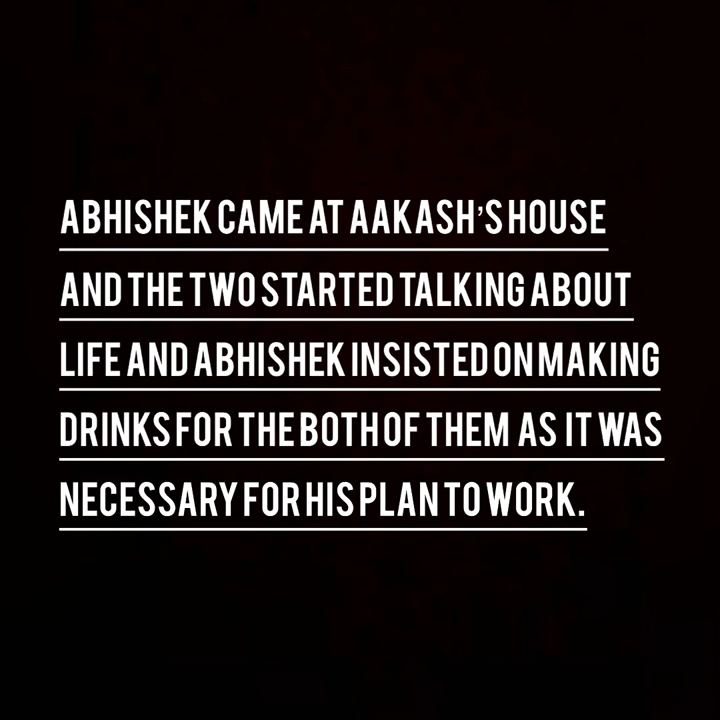 ABHISHEK CAME AT AAKASH'S HOUSE
AND THE TWO STARTED TALKING ABOUT
LIFE AND ABHISHEK INSISTED ON MAKING
DRINKS FOR THE BOTH OF THEM AS IT WAS
NECESSARY FOR HIS PLAN TO WORK.